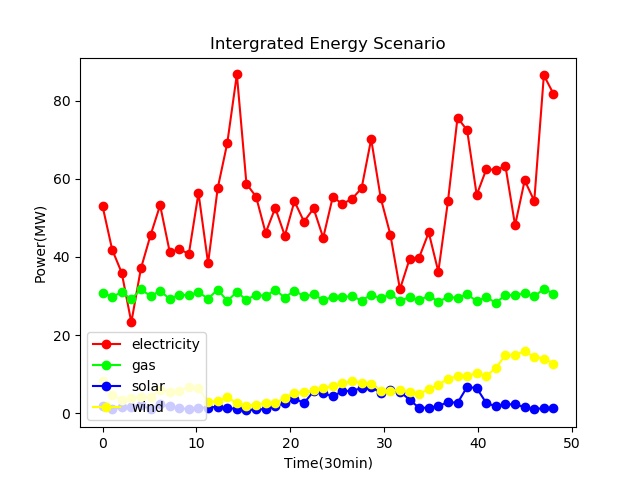 Intergrated Energy Scenario
Power(MW)
80
60
40
20
0
electricity
gas
solar
wind
0 10 20 30 40 50
Time(30min)